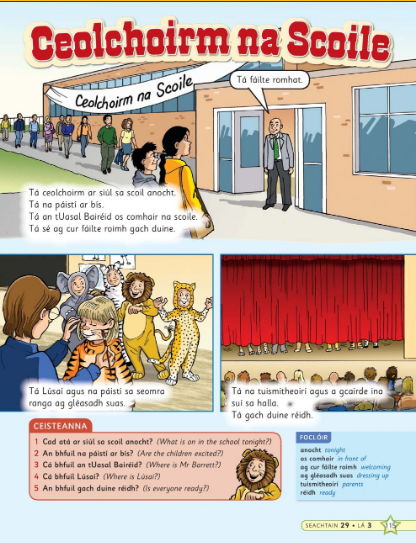 Ceolchoirm na Scoile
Ceolchoirm na Scoile
Tá fáilte romhat.
Tá ceolchoirm ar siúl sa scoil anocht.
Tá na páistí ar bís.
Tá an tUasal Bairéid os comhair na scoile.
Tá sé ag cur fáilte roimh gach duine.
Tá Lúsaí agus na páistí sa seomra
ranga ag gléasadh suas.
Tá na tuismitheoirí agus a gcairde ina
suí sa halla.
Tá gach duine réidh.
CEISTEANNA
1 Cad atá ar siúl sa scoil anocht? (What is on in the school tonight?)
2 An bhfuil na páistí ar bís? (Are the children excited?)
3 Cá bhfuil an tUasal Bairéid? (Where is Mr Barrett?)
4 Cá bhfuil Lúsaí? (Where is Lúsaí?)
5 An bhfuil gach duine réidh? (Is everyone ready?)
FOCLÓIR
anocht tonight
os comhair in front of
ag cur fáilte roimh welcoming
ag gléasadh suas dressing up
tuismitheoirí parents
réidh ready
SEACHTAIN 29 • LÁ 3
115